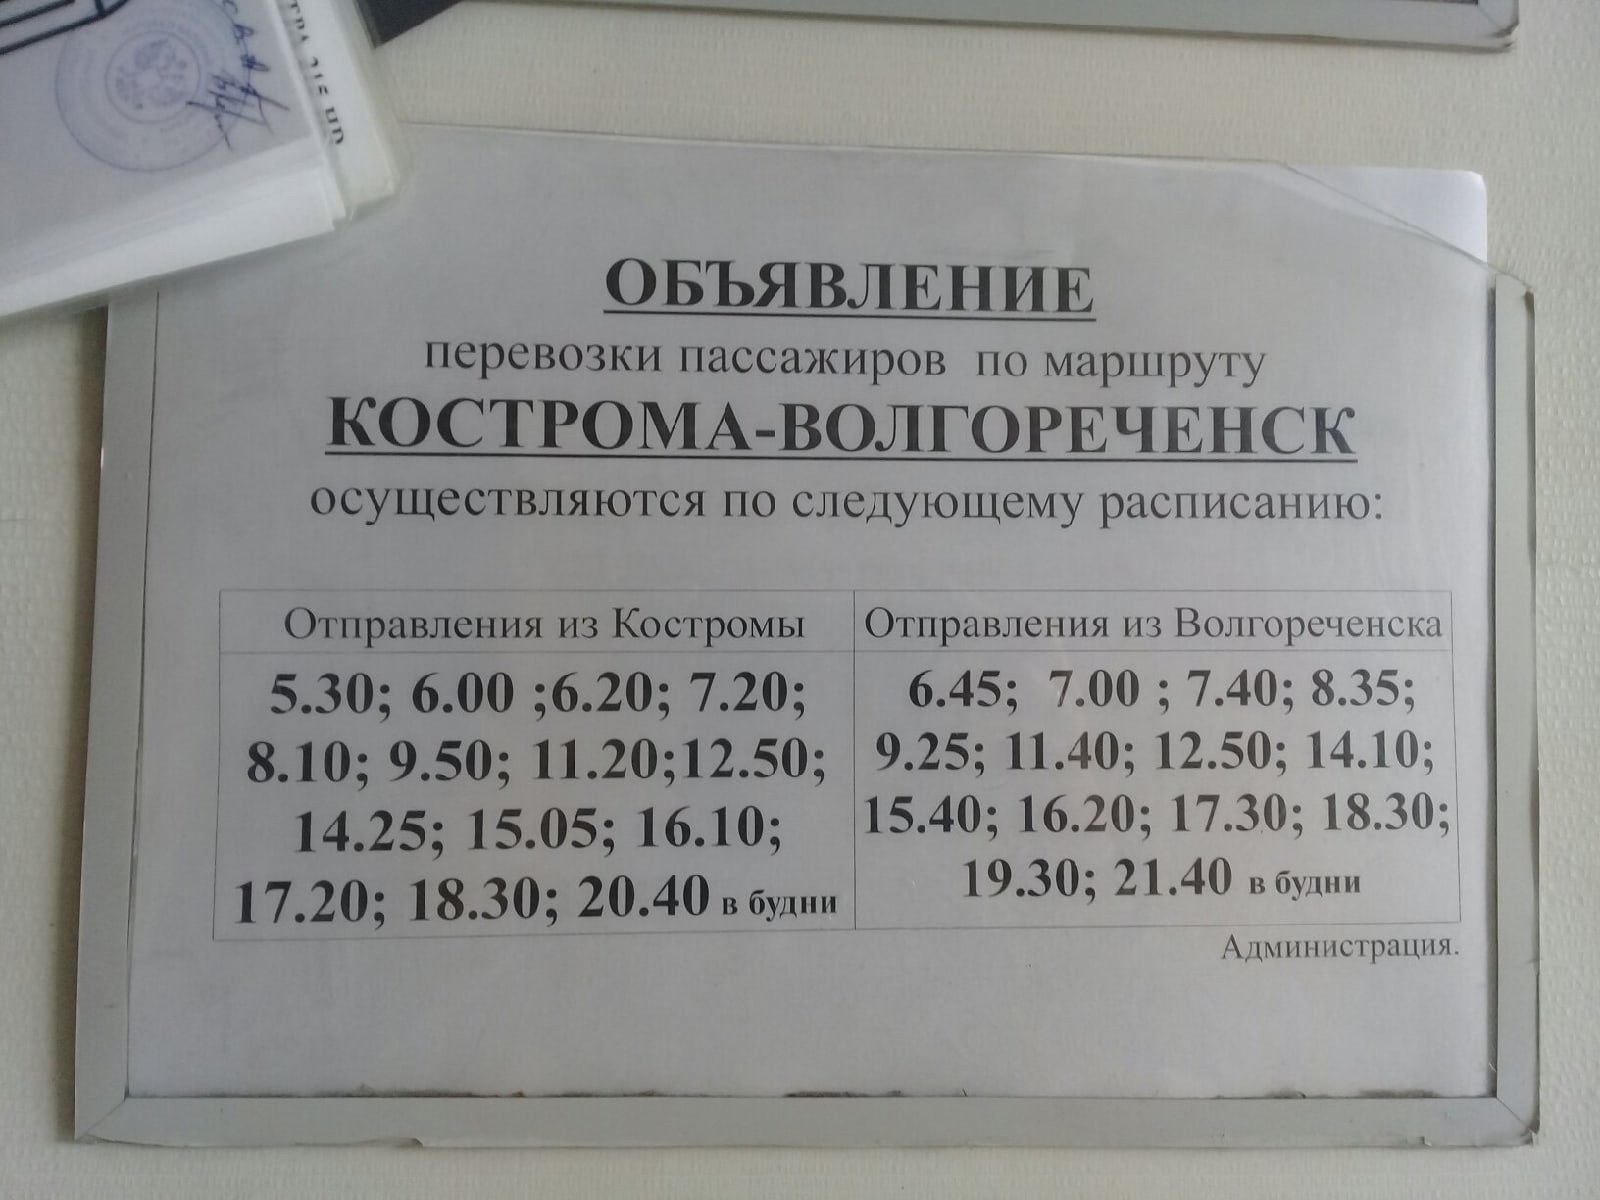 ОБЪЯВЛЕНИЕ
перевозки пассажиров по маршруту
КОСТРОМА-ВОЛГОРЕЧЕНСК
осуществляются по следующему расписанию:
Отправления из Костромы
5.30; 6.00 ;6.20; 7.20;
8.10; 9.50; 11.20;12.50;
14.25; 15.05; 16.10;
17.20; 18.30; 20.40 в будни
Отправления из Волгореченска
6.45; 7.00 ; 7.40; 8.35;
9.25; 11.40; 12.50; 14.10;
15.40; 16.20; 17.30; 18.30;
19.30; 21.40 в будни
Администрация.